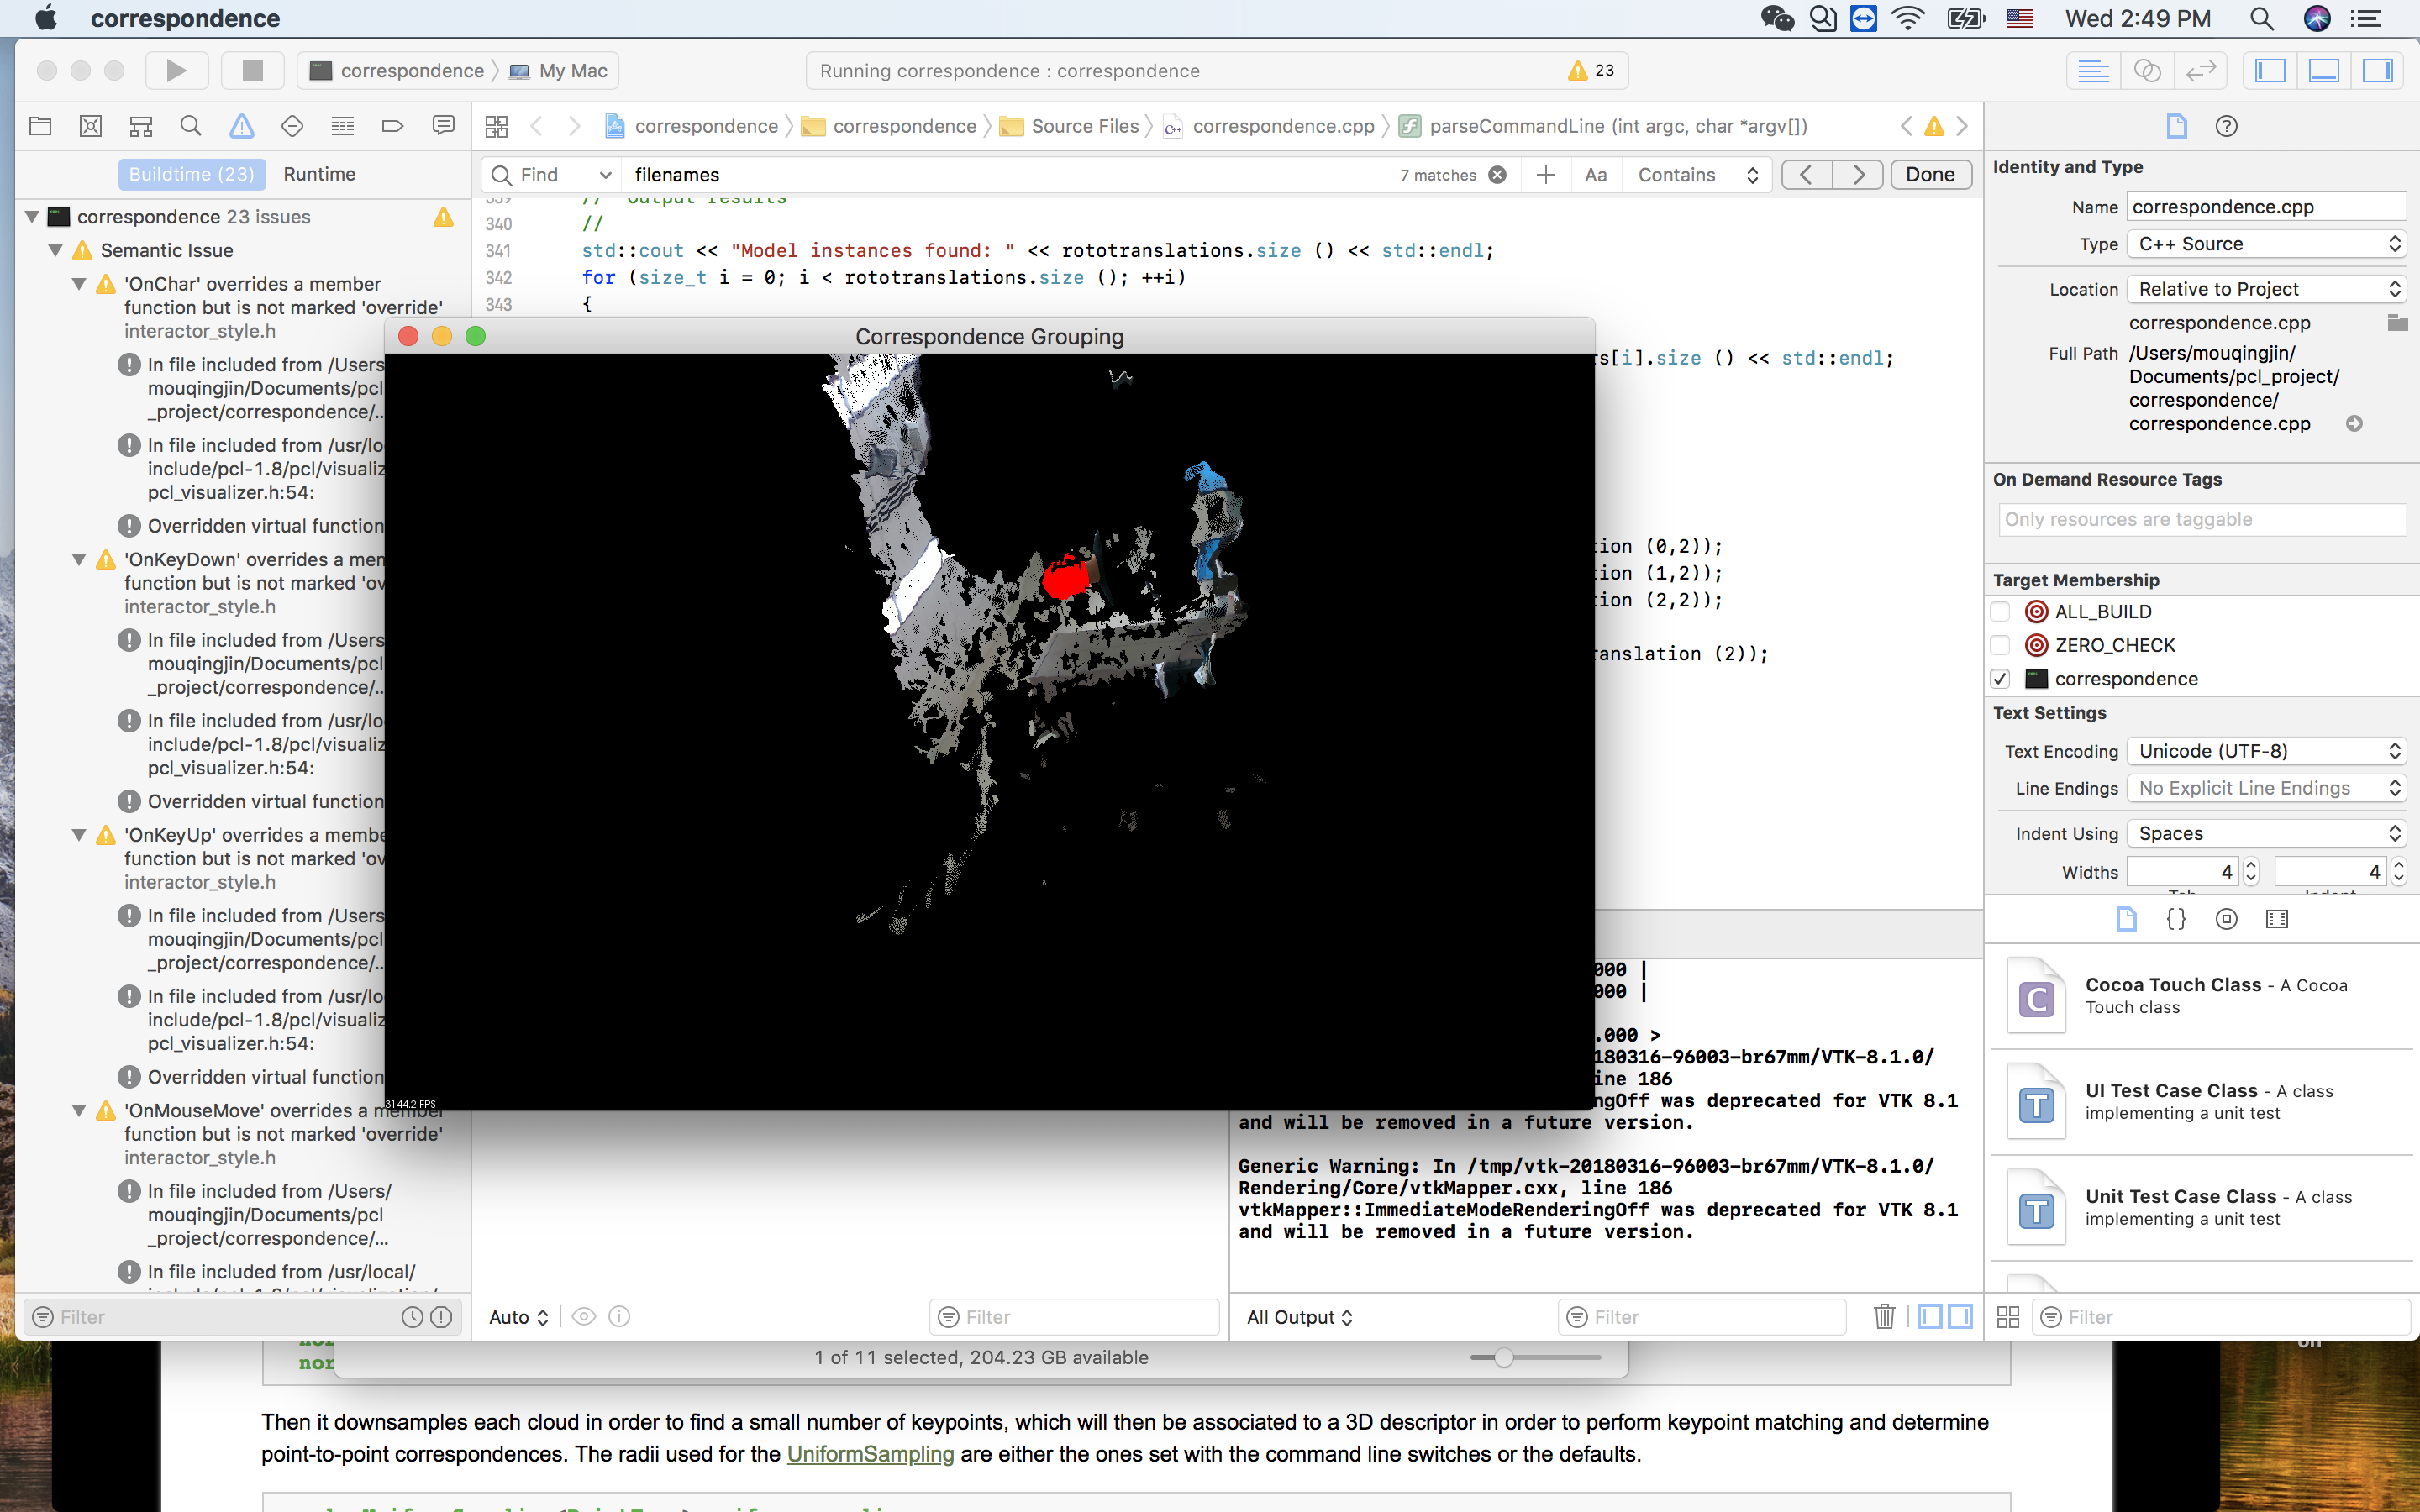 correspondence
Wed 2:49 PM
correspondence
My Mac
Running correspondence : correspondence
23
correspondence
correspondence
Source Files
correspondence.cpp
parseCommandLine (int argc, char *argv[])
Buildtime (23)
Runtime
Find
filenames
7 matches
Aa
Contains
Done
correspondence 23 issues
Semantic Issue
'OnChar' overrides a member
function but is not marked 'override'
interactor_style.h
In file included from /Users
mouqingjin/Documents/pcl
_project/correspondence/..
In file included from /usr/lo
include/pcl-1.8/pcl/visualiz
pcl_visualizer.h:54:
Overridden virtual function
'OnKeyDown' overrides a mem
function but is not marked 'ov
interactor_style.h
In file included from /Users
mouqingjin/Documents/pcl
_project/correspondence/..
In file included from /usr/lo
include/pcl-1.8/pcl/visualiz
pcl_visualizer.h:54:
Overridden virtual function
'OnKeyUp' overrides a membe
function but is not marked 'ov
interactor_style.h
In file included from /Users
mouqingjin/Documents/pcl
_project/correspondence/..
In file included from /usr/lo
include/pcl-1.8/pcl/visualiz
pcl_visualizer.h:54:
Overridden virtual function
'OnMouseMove' overrides a member
function but is not marked 'override'
interactor_style.h
In file included from /Users/
mouqingjin/Documents/pcl
_project/correspondence/...
In file included from /usr/local/
Filter
339 // Output results
340 //
341 std::cout << "Model instances found: " << rototranslations.size () << std::endl;
342 for (size_t i = 0; i < rototranslations.size (); ++i)
343 {
s[i].size () << std::endl;
ion (0,2));
ion (1,2));
ion (2,2));
anslation (2));
Correspondence Grouping
3144.2 FPS
000 |
000 |
.000 >
180316-96003-br67mm/VTK-8.1.0/
ine 186
ngOff was deprecated for VTK 8.1
and will be removed in a future version.
Generic Warning: In /tmp/vtk-20180316-96003-br67mm/VTK-8.1.0/
Rendering/Core/vtkMapper.cxx, line 186
vtkMapper::ImmediateModeRenderingOff was deprecated for VTK 8.1
and will be removed in a future version.
Auto
Filter
All Output
Filter
Identity and Type
Name correspondence.cpp
Type C++ Source
Location Relative to Project
correspondence.cpp
Full Path /Users/mouqingjin/
Documents/pcl_project/
correspondence/
correspondence.cpp
On Demand Resource Tags
Only resources are taggable
Target Membership
ALL_BUILD
ZERO_CHECK
correspondence
Text Settings
Text Encoding Unicode (UTF-8)
Line Endings No Explicit Line Endings
Indent Using Spaces
Widths 4 4
Tab Indent
{}
C
Cocoa Touch Class - A Cocoa
Touch class
T
UI Test Case Class - A class
implementing a unit test
T
Unit Test Case Class - A class
implementing a unit test
Filter
nor
1 of 11 selected, 204.23 GB available
Then it downsamples each cloud in order to find a small number of keypoints, which will then be associated to a 3D descriptor in order to perform keypoint matching and determine
point-to-point correspondences. The radii used for the UniformSampling are either the ones set with the command line switches or the defaults.